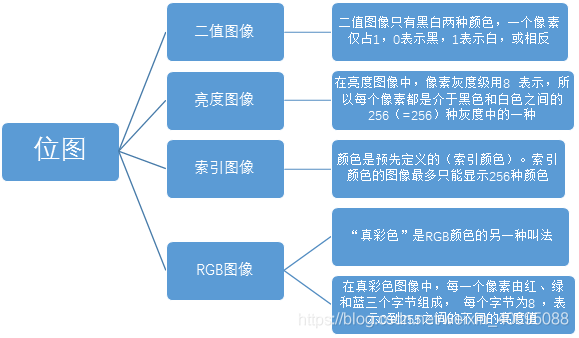 位图
二值图像
二值图像只有黑白两种颜色，一个像素
仅占1，0表示黑，1表示白，或相反
亮度图像
在亮度图像中，像素灰度级用8 表示，所
以每个像素都是介于黑色和白色之间的
256（=256）种灰度中的一种
索引图像
颜色是预先定义的（索引颜色）。索引
颜色的图像最多只能显示256种颜色
RGB图像
“真彩色”是RGB颜色的另一种叫法
在真彩色图像中，每一个像素由红、绿
和蓝三个字节组成， 每个字节为8 ，表
示0到255之间的不同的亮度值